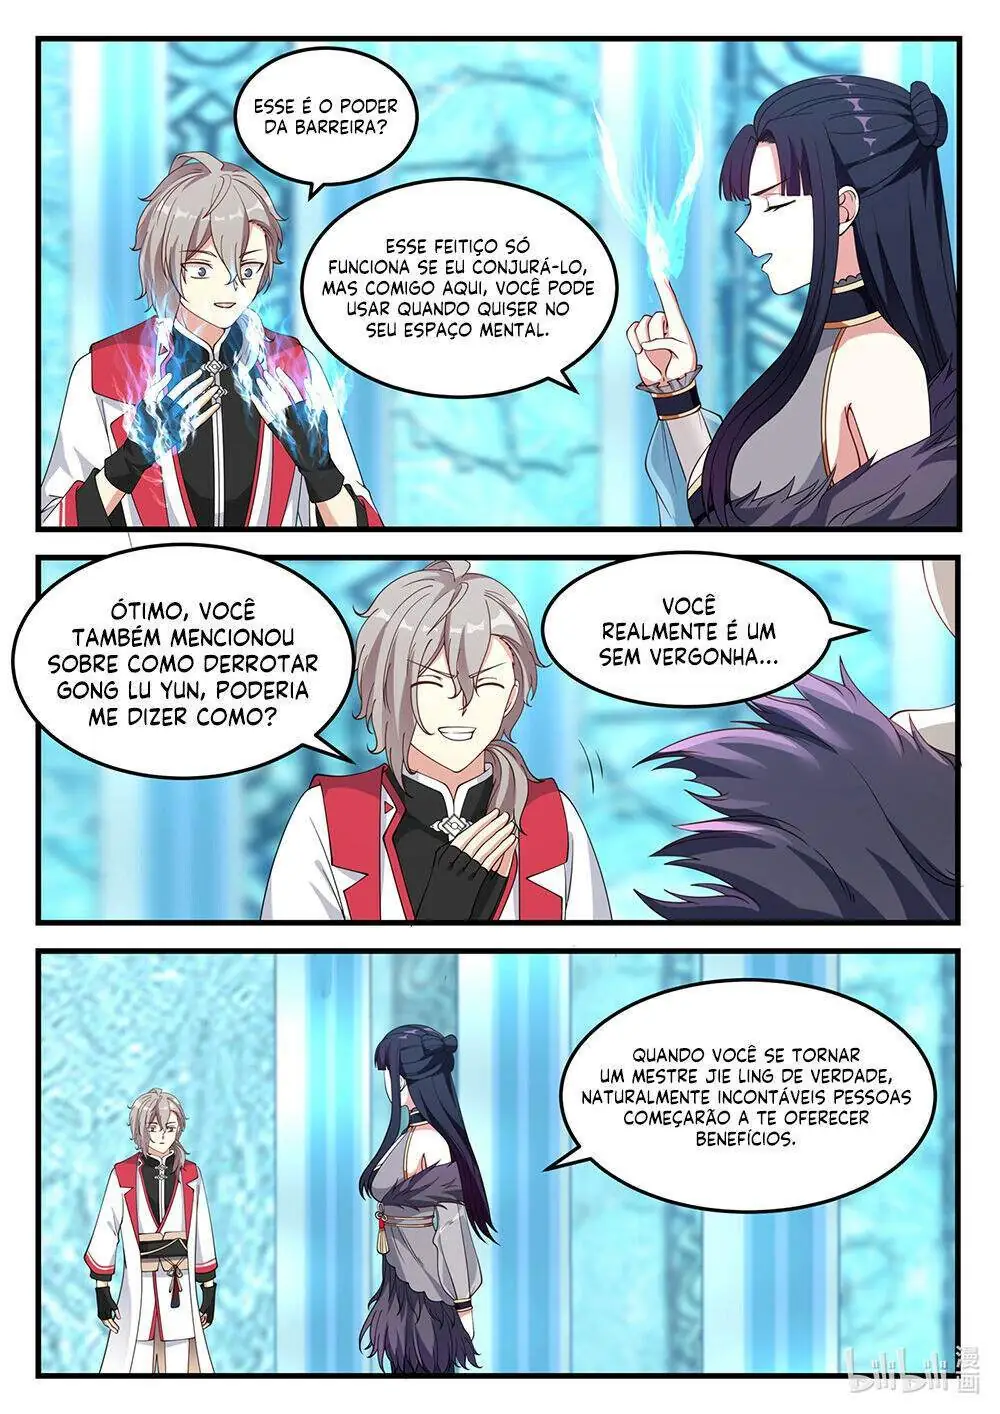 ESSE É O PODER
DA BARREIRA?
ESSE FEITIÇO SÓ
FUNCIONA SE EU CONJURÁ-LO,
MAS COMIGO AQUI, VOCÊ PODE
USAR QUANDO QUISER NO
SEU ESPAÇO MENTAL.
ÓTIMO, VOCÊ
TAMBÉM MENCIONOU
SOBRE COMO DERROTAR
GONG LU YUN, PODERIA
ME DIZER COMO?
VOCÊ
REALMENTE É UM
SEM VERGONHA...
QUANDO VOCÊ SE TORNAR
UM MESTRE JIE LING DE VERDADE,
NATURALMENTE INCONTÁVEIS PESSOAS
COMEÇARÃO A TE OFERECER
BENEFÍCIOS.
bilibili 漫画